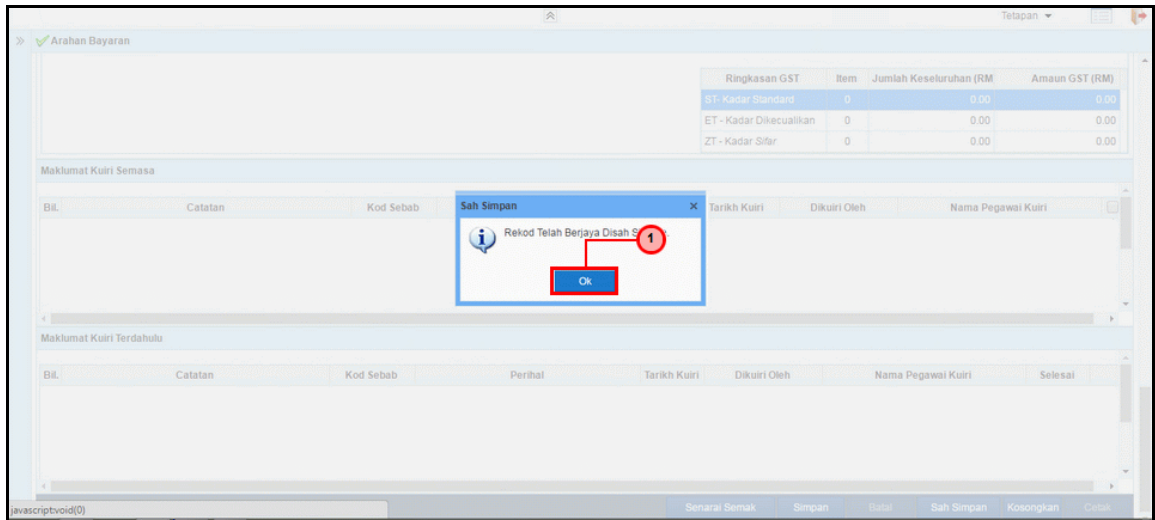 Tetapan
Arahan Bayaran
Ringkasan GST Item Jumlah Keseluruhan (RM Amaun GST (RM)
ST- Kadar Standard 0 0.00 0.00
ET - Kadar Dikecualikan 0 0.00 0.00
ZT - Kadar Sifar 0 0.00 0.00
Maklumat Kuiri Semasa
Bil. Catatan Kod Sebab Tarikh Kuiri Dikuiri Oleh Nama Pegawai Kuiri
Sah Simpan
Rekod Telah Berjaya Disah
1
Ok
Maklumat Kuiri Terdahulu
Bil. Catatan Kod Sebab Perihal Tarikh Kuiri Dikuiri Oleh Nama Pegawai Kuiri Selesai
javascript:void(0)
Senarai Semak Simpan Batal Sah Simpan Kosongkan Cetak